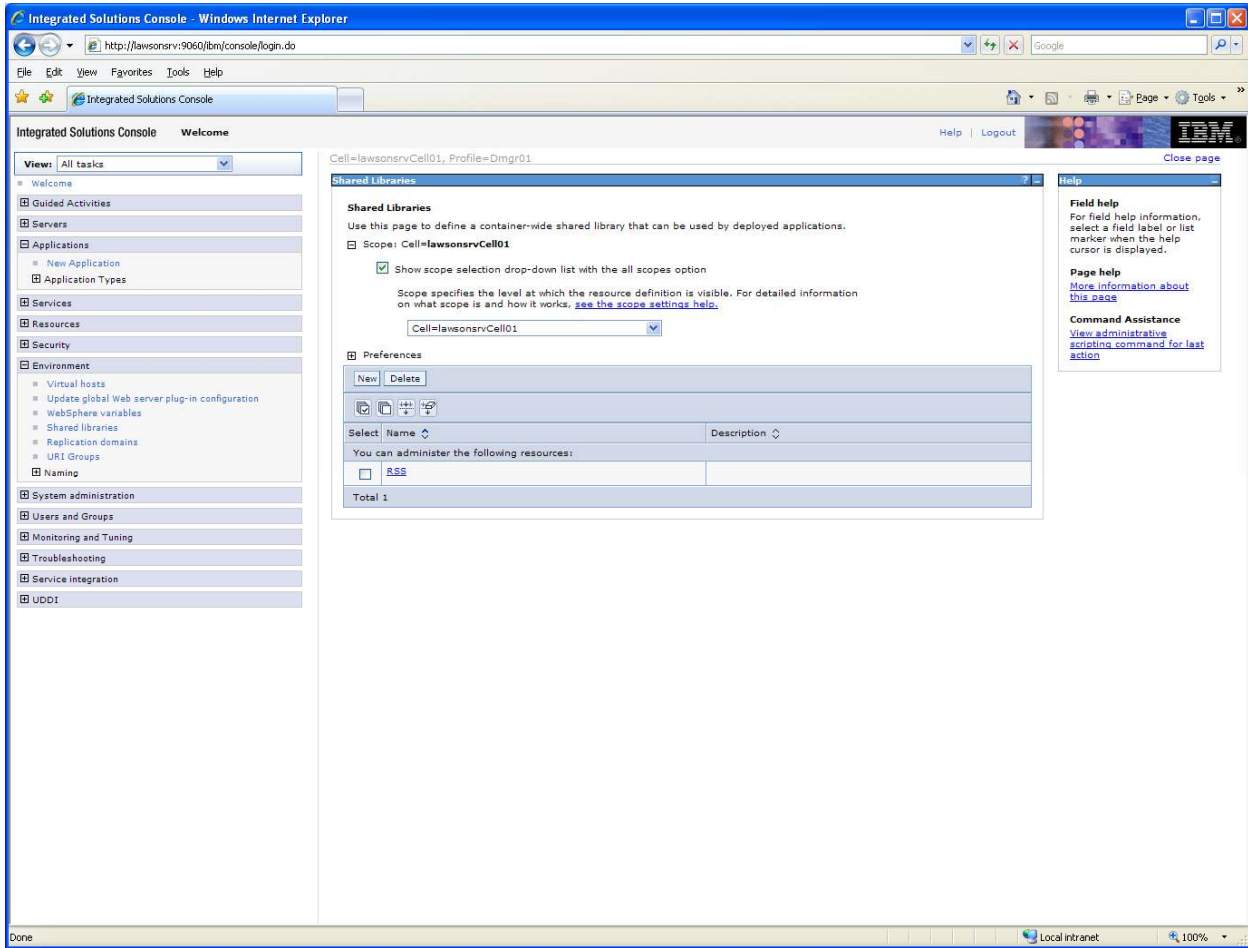 Integrated Solutions Console - Windows Internet Explorer
http://lawsonsrv:9060/ibm/console/login.do
Google
File Edit View Favorites Tools Help
Integrated Solutions Console
Page Tools »
Integrated Solutions Console Welcome
Help | Logout
IBM.
View: All tasks
Welcome
Guided Activities
Servers
Applications
New Application
Application Types
Services
Resources
Security
Environment
Virtual hosts
Update global Web server plug-in configuration
WebSphere variables
Shared libraries
Replication domains
URI Groups
Naming
System administration
Users and Groups
Monitoring and Tuning
Troubleshooting
Service integration
UDDI
Cell=lawsonsrvCell01, Profile=Dmgr01
Close page
Shared Libraries
? _
Shared Libraries
Use this page to define a container-wide shared library that can be used by deployed applications.
Scope: Cell=lawsonsrvCell01
Show scope selection drop-down list with the all scopes option
Scope specifies the level at which the resource definition is visible. For detailed information
on what scope is and how it works, see the scope settings help.
Cell=lawsonsrvCell01
Preferences
New Delete
Select Name Description
You can administer the following resources:
RSS
Total 1
Help
Field help
For field help information,
select a field label or list
marker when the help
cursor is displayed.
Page help
More information about
this page
Command Assistance
View administrative
scripting command for last
action
Done
Local intranet
100%